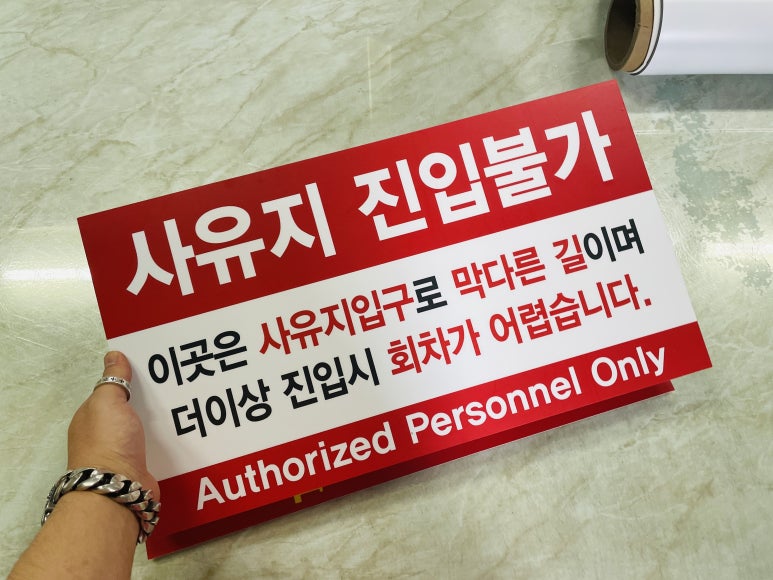 사유지 진입불가
이곳은 사유지입구로 막다른 길이며
더이상 진입시 회차가 어렵습니다.
Authorized Personnel Only